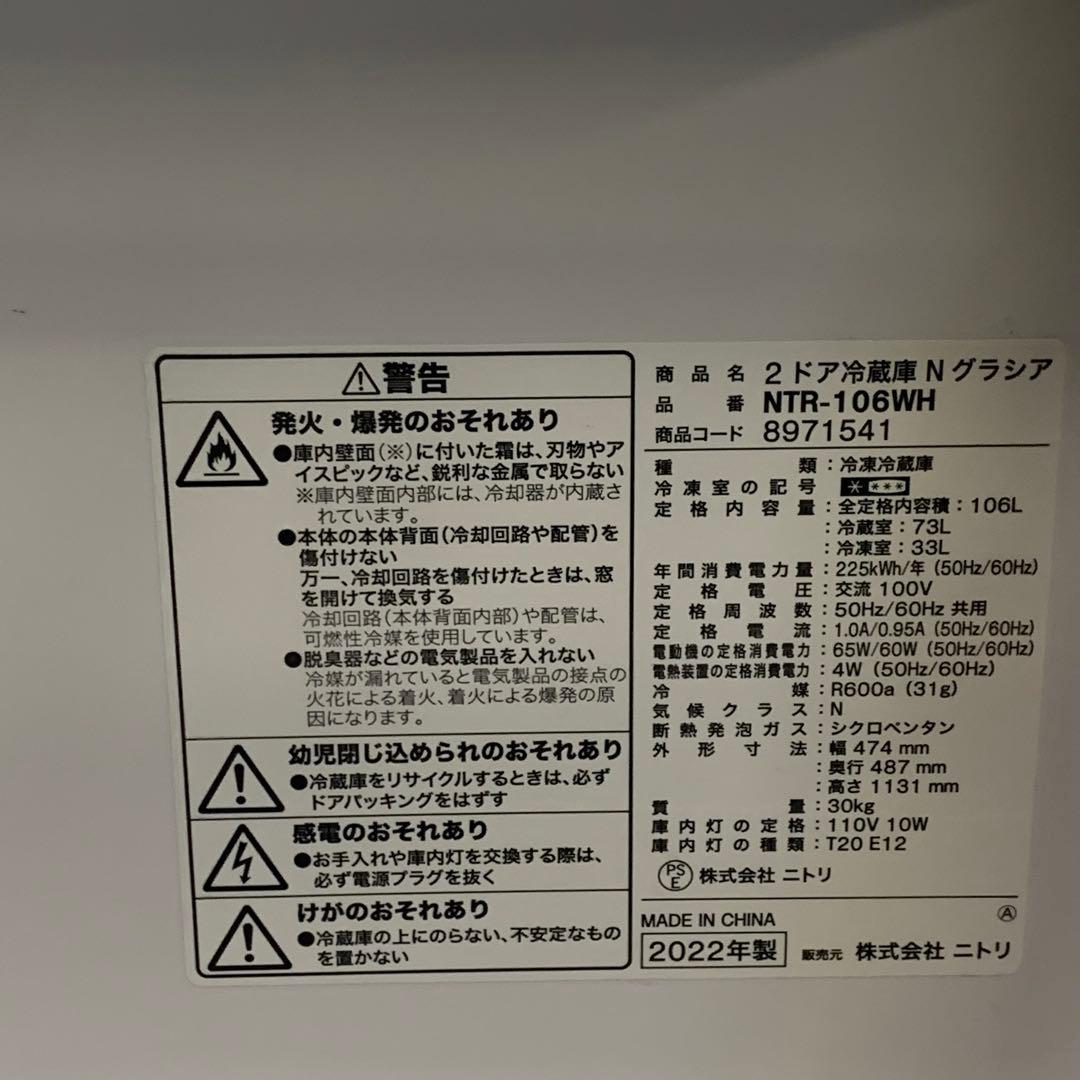 警告
発火・爆発のおそれあり
●庫内壁面(※)に付いた霜は、刃物やア
イスピックなど、鋭利な金属で取らない
※庫内壁面内部には、冷却器が内蔵さ
れています。
●本体の本体背面(冷却回路や配管)を
傷付けない
万一、冷却回路を傷付けたときは、窓
を開けて換気する
冷却回路(本体背面内部)や配管は、
可燃性冷媒を使用しています。
●脱臭器などの電気製品を入れない
冷媒が漏れていると電気製品の接点の
火花による着火、着火による爆発の原
因になります。
幼児閉じ込められのおそれあり
●冷蔵庫をリサイクルするときは、必ず
ドアパッキングをはずす
感電のおそれあり
●お手入れや庫内灯を交換する際は、
必ず電源プラグを抜く
けがのおそれあり
●冷蔵庫の上にのらない、不安定なもの
を置かない
商品名 2ドア冷蔵庫 N グラシア
品番 NTR-106WH
商品コード 8971541
種類:冷凍冷蔵庫
冷凍室の記号 * ***
定格内容量:全定格内容積:106L
:冷蔵室:73L
:冷凍室:33L
年間消費電力量:225kWh/年 (50Hz/60Hz)
定格電圧:交流 100V
定格周波数:50Hz/60Hz 共用
定格電流:1.0A/0.95A (50Hz/60Hz)
電動機の定格消費電力:65W/60W (50Hz/60Hz)
電熱装置の定格消費電力:4W (50Hz/60Hz)
冷媒:R600a (31g)
気候クラス:N
断熱発泡ガス:シクロペンタン
外形寸法:幅 474 mm
:奥行 487 mm
:高さ 1131 mm
質量:30kg
庫内灯の定格:110V 10W
庫内灯の種類:T20 E12
PSE 株式会社 ニトリ
MADE IN CHINA Ⓐ
2022年製 販売元 株式会社 ニトリ